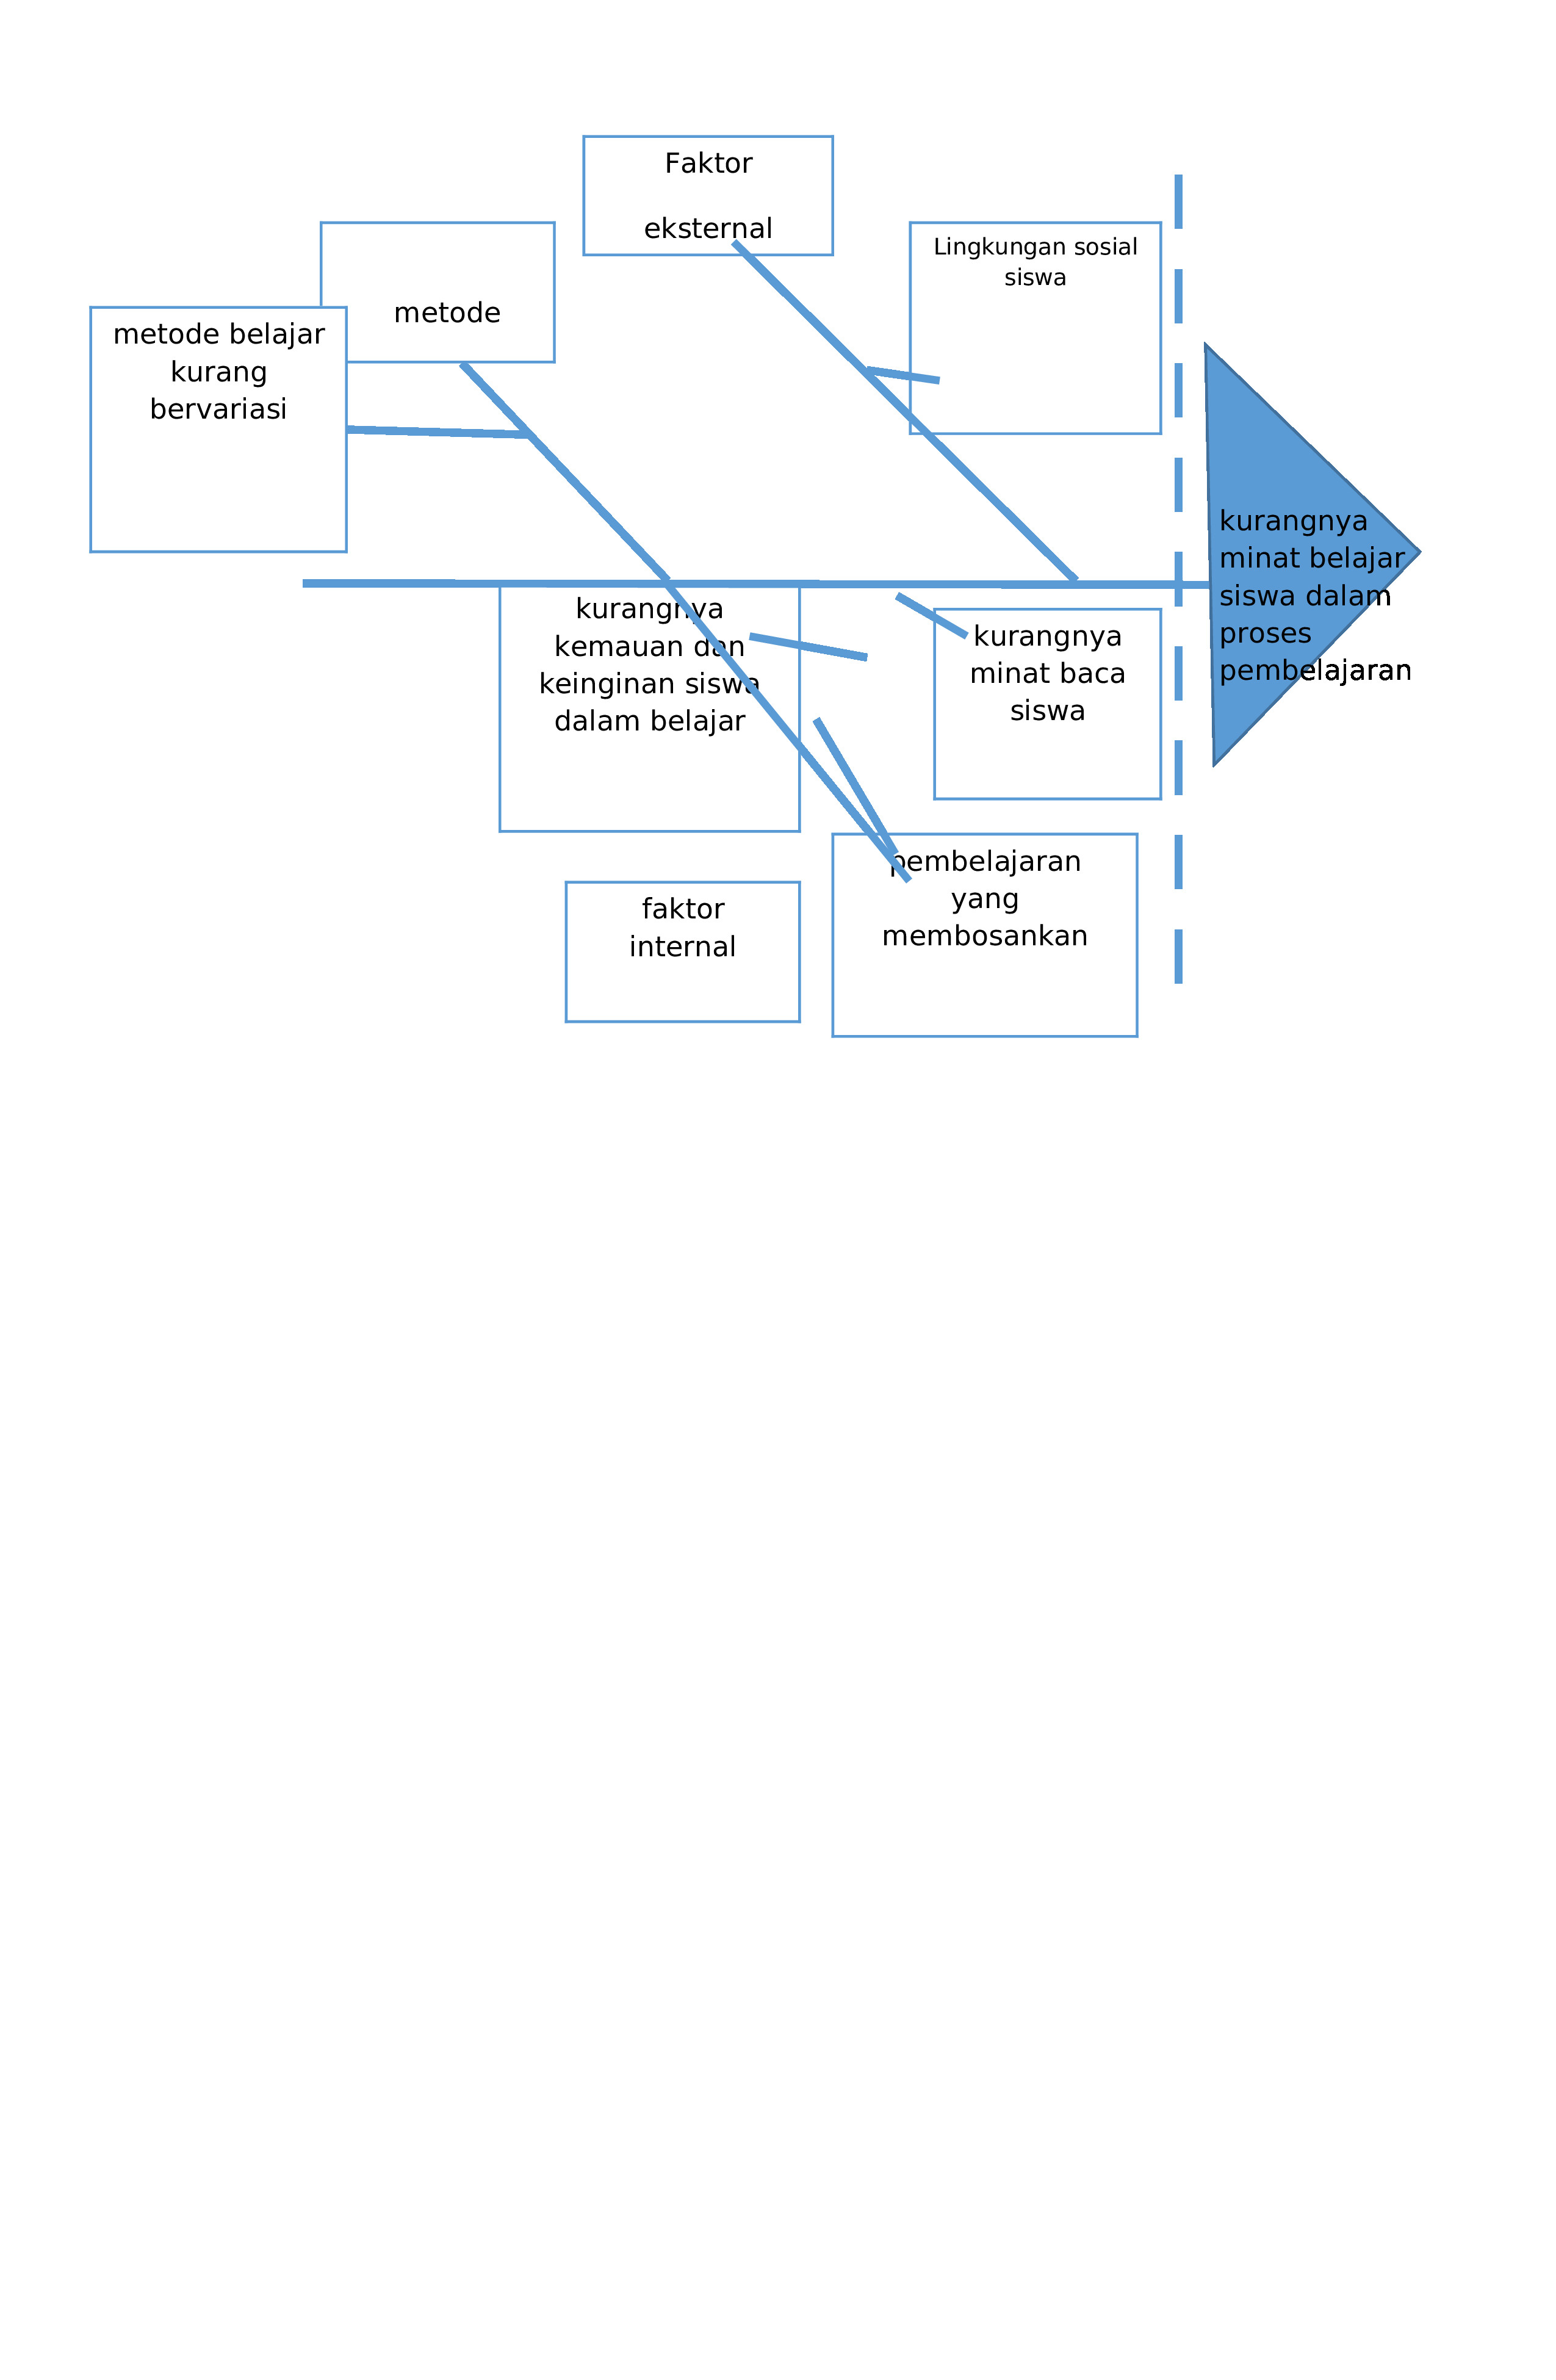 Faktor
eksternal
metode
Lingkungan sosial
siswa
metode belajar
kurang
bervariasi
kurangnya
minat belajar
siswa dalam
proses
pembelajaran
kurangnya
kemauan dan
keinginan siswa
dalam belajar
kurangnya
minat baca
siswa
pembelajaran
yang
membosankan
faktor
internal